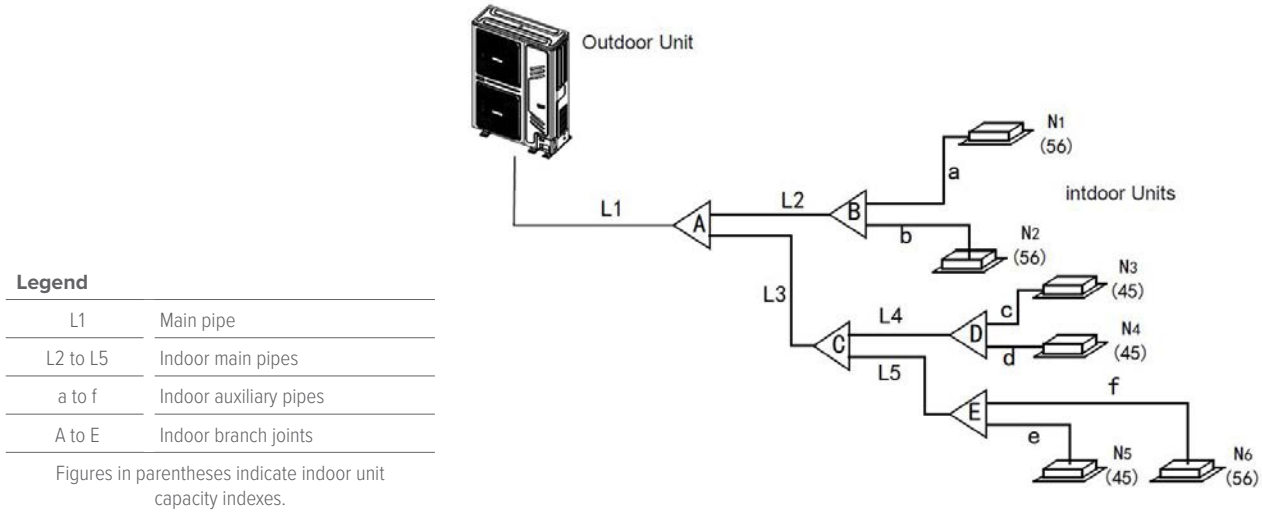 Outdoor Unit
N1
(56)
a
intdoor Units
L1
L2
A
B
b
N2
(56)
N3
(45)
L3
c
L4
C
D
N4
(45)
d
L5
f
E
e
N5
(45)
N6
(56)
Legend
L1 Main pipe
L2 to L5 Indoor main pipes
a to f Indoor auxiliary pipes
A to E Indoor branch joints
Figures in parentheses indicate indoor unit
capacity indexes.